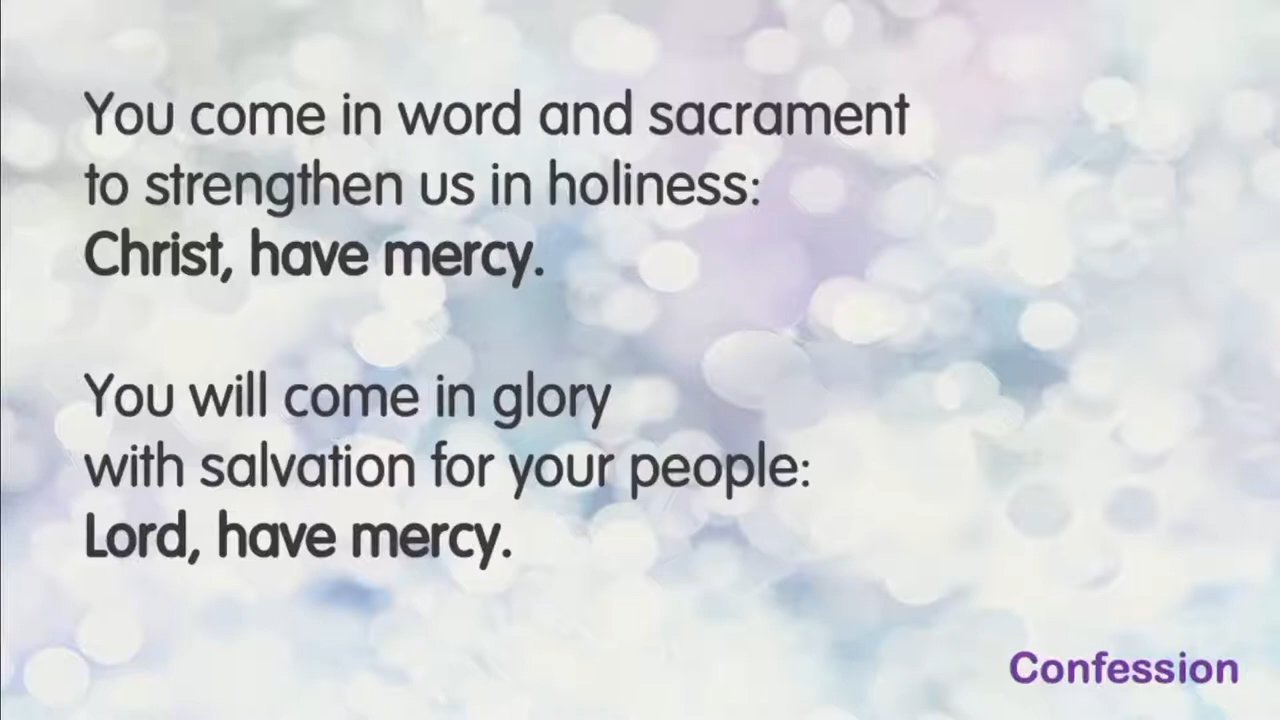 You come in word and sacrament
to strengthen us in holiness:
Christ, have mercy.
You will come in glory
with salvation for your people:
Lord, have mercy.
Confession